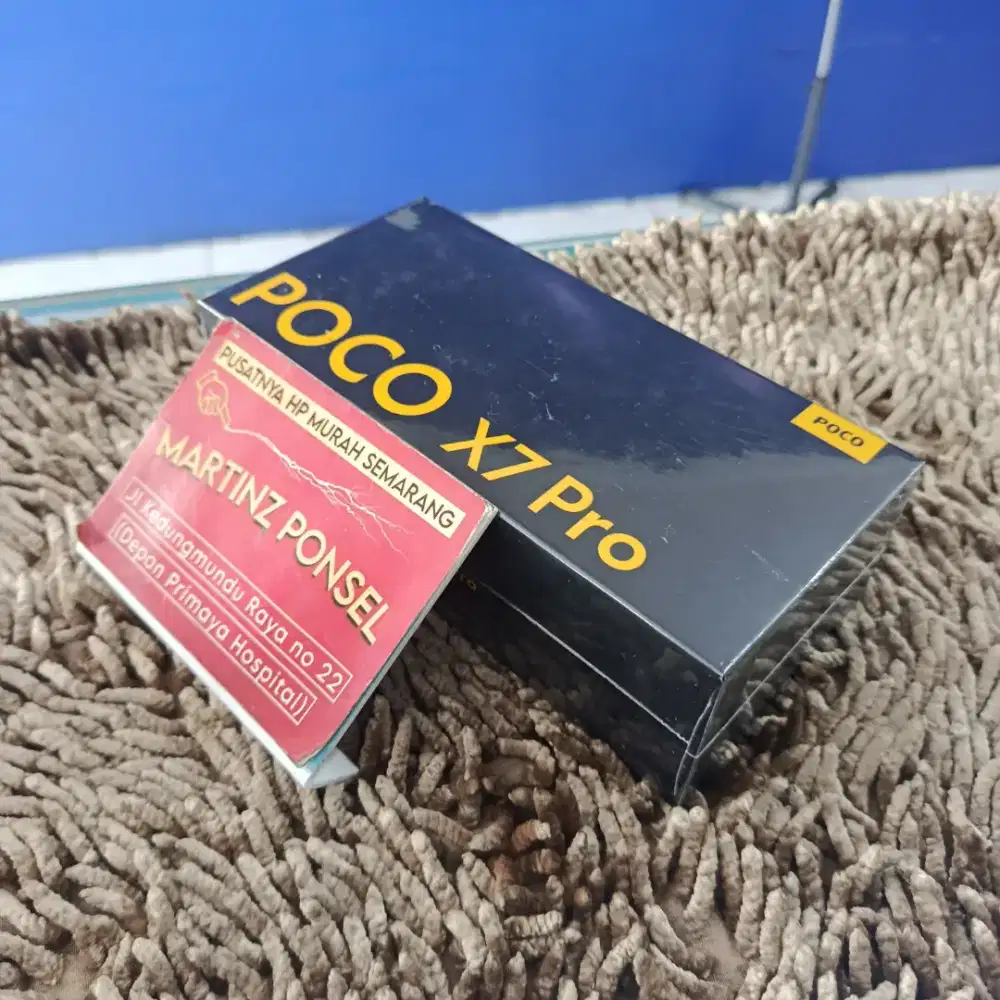 POCO X7 Pro
POCO
PUSATNYA HP MURAH SEMARANG
MARTINZ PONSEL
Jl Kedungmundu Raya no 22
(Depan Primaya Hospital)